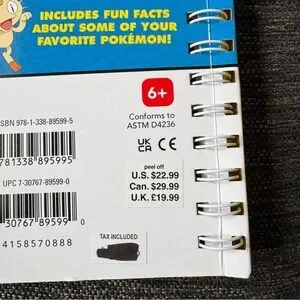 INCLUDES FUN FACTS
ABOUT SOME OF YOUR
FAVORITE POKÉMON!
ISBN 978-1-338-89599-5
781338 895995
6+
Conforms to
ASTM D4236
UK
CA
CE
UPC 7-30767-89599-0
30767 89599 0
peel off
U.S. $22.99
Can. $29.99
U.K. £19.99
TAX INCLUDED
4158570888